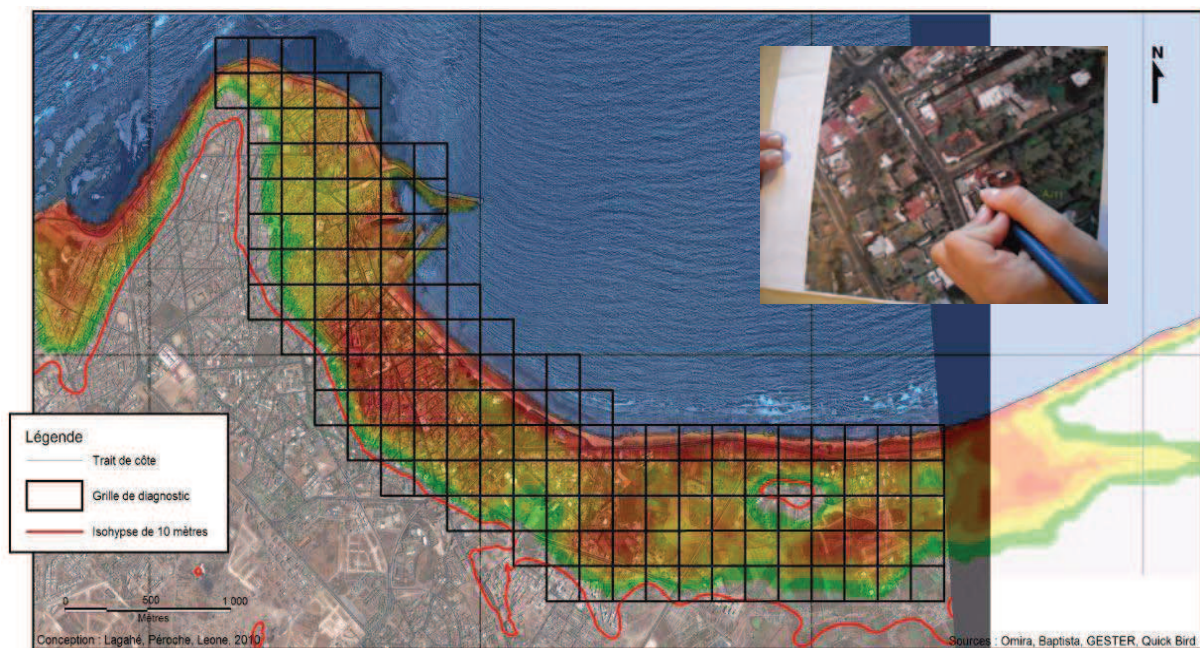 N
Légende
Trait de côte
Grille de diagnostic
Isohypse de 10 mètres
0 500 1 000
Mètres
Conception : Lagahé, Péroche, Leone, 2010
Sources : Omira, Baptista, GESTER, Quick Bird